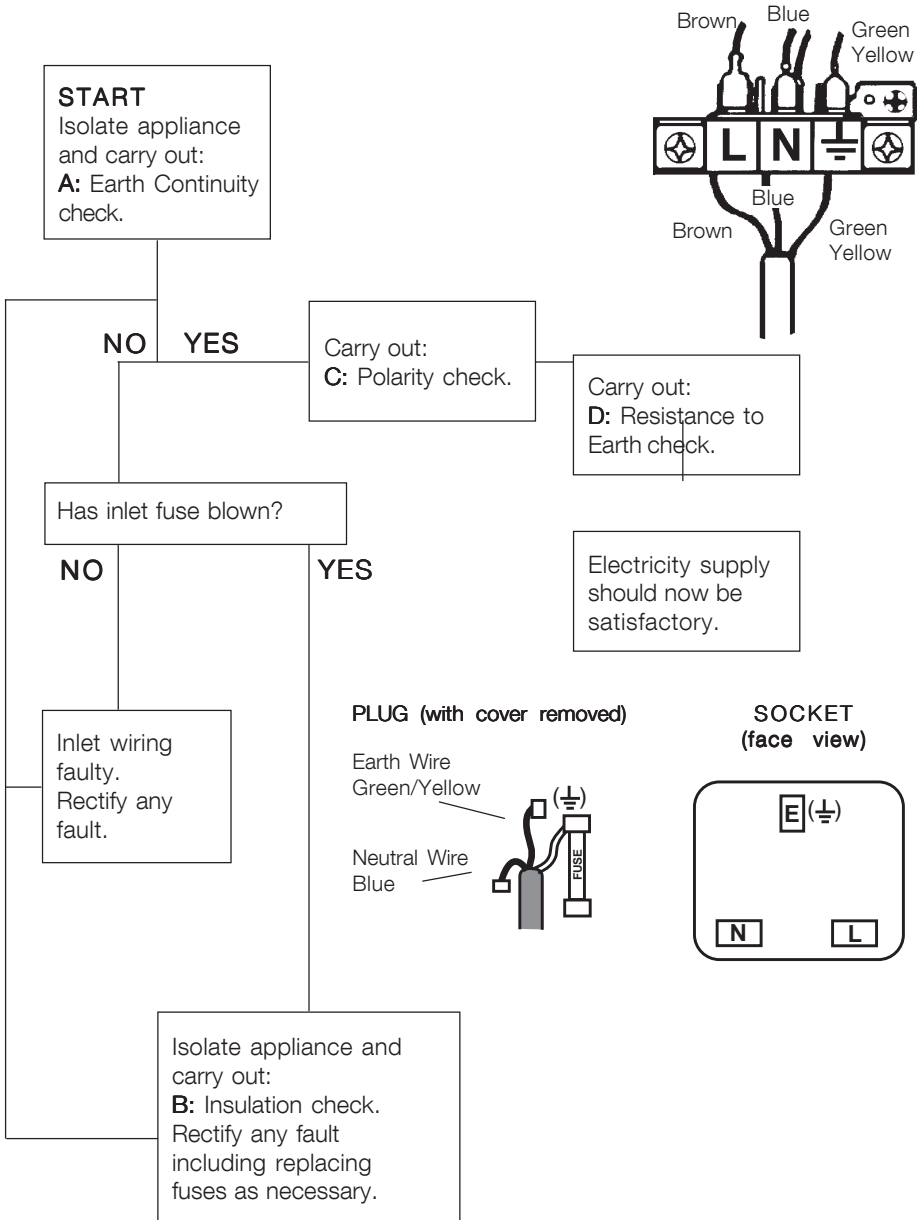 Brown
Blue
Green
Yellow
L N
Blue
Brown
Green
Yellow
START
Isolate appliance
and carry out:
A: Earth Continuity
check.
NO YES
Carry out:
C: Polarity check.
Carry out:
D: Resistance to
Earth check.
Has inlet fuse blown?
NO YES
Electricity supply
should now be
satisfactory.
Inlet wiring
faulty.
Rectify any
fault.
PLUG (with cover removed)
Earth Wire
Green/Yellow
Neutral Wire
Blue
FUSE
SOCKET
(face view)
E
N L
Isolate appliance and
carry out:
B: Insulation check.
Rectify any fault
including replacing
fuses as necessary.